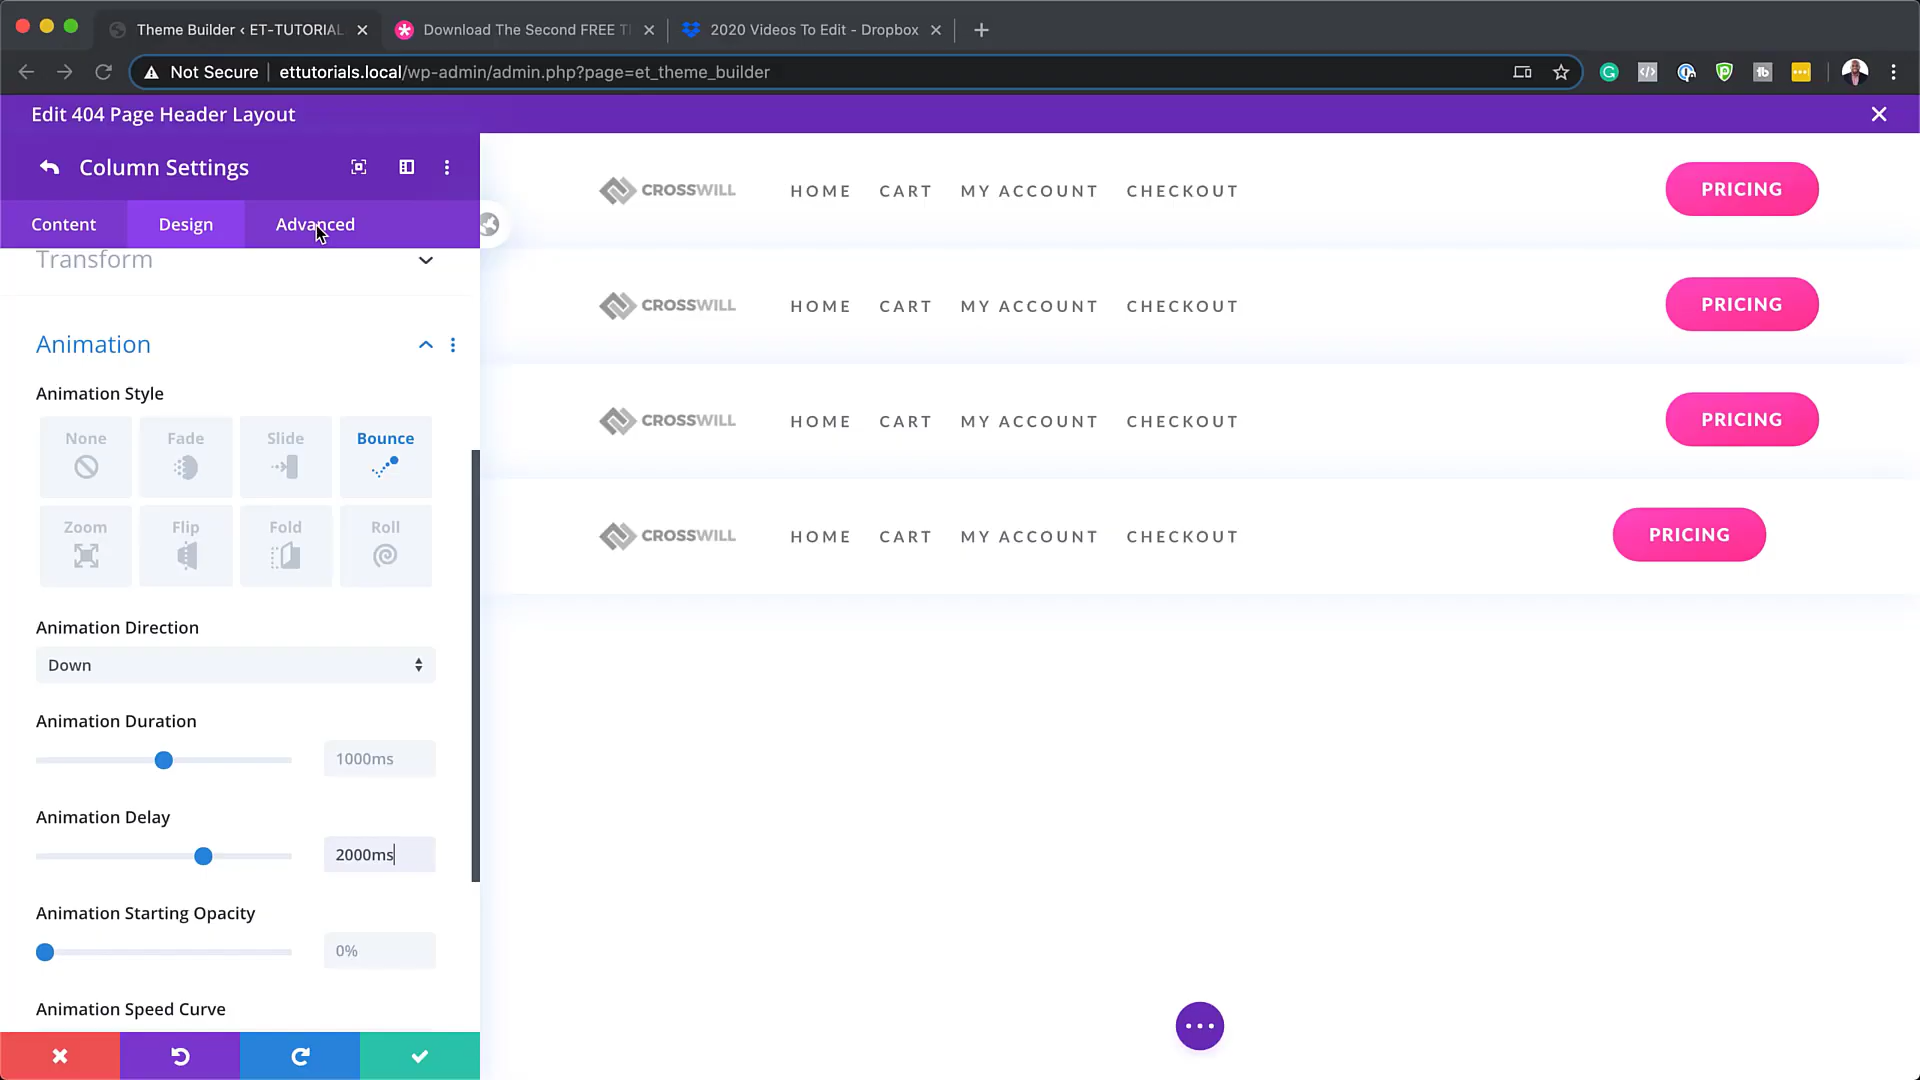 Theme Builder ‹ ET-TUTORIAL
Download The Second FREE T
2020 Videos To Edit - Dropbox
Not Secure
ettutorials.local/wp-admin/admin.php?page=et_theme_builder
Edit 404 Page Header Layout
Column Settings
Content
Design
Advanced
Transform
Animation
Animation Style
None
Fade
Slide
Bounce
Zoom
Flip
Fold
Roll
Animation Direction
Down
Animation Duration
1000ms
Animation Delay
2000ms
Animation Starting Opacity
0%
Animation Speed Curve
CROSSWILL HOME CART MY ACCOUNT CHECKOUT PRICING
CROSSWILL HOME CART MY ACCOUNT CHECKOUT PRICING
CROSSWILL HOME CART MY ACCOUNT CHECKOUT PRICING
CROSSWILL HOME CART MY ACCOUNT CHECKOUT PRICING